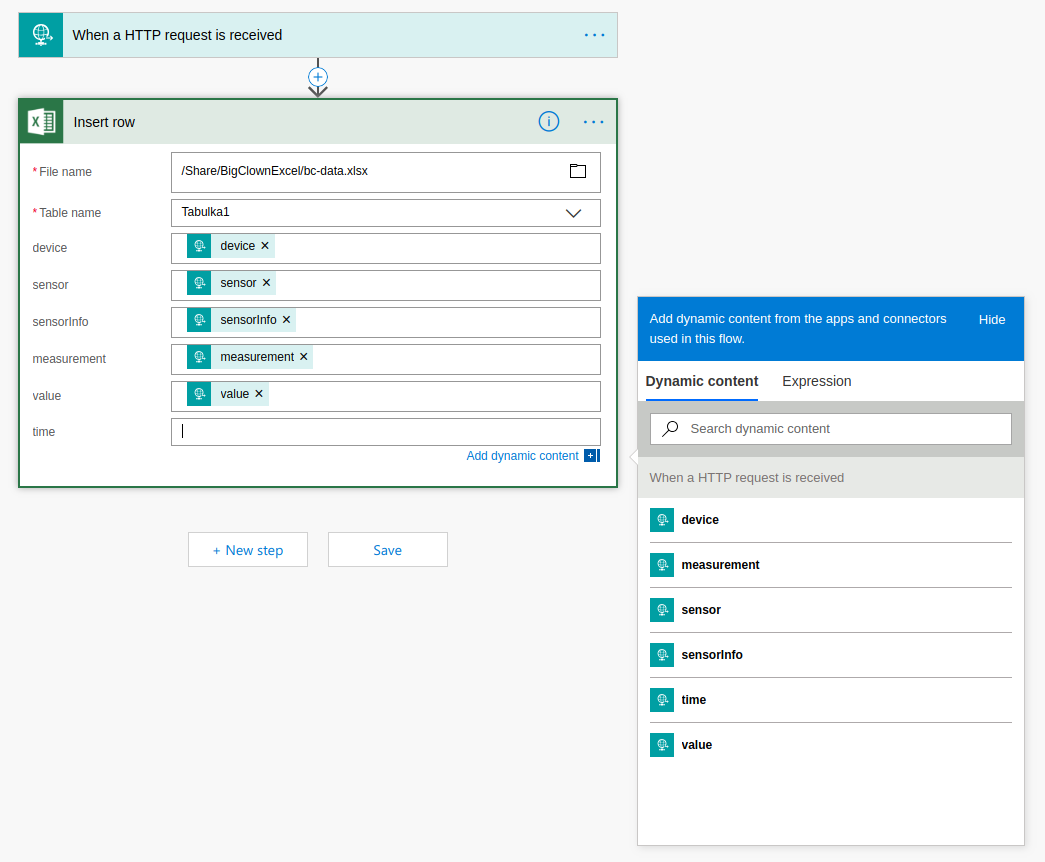 When a HTTP request is received
Insert row
* File name
/Share/BigClownExcel/bc-data.xlsx
* Table name
Tabulka1
device
device ×
sensor
sensor ×
sensorInfo
sensorInfo ×
measurement
measurement ×
value
value ×
time
Add dynamic content
+ New step
Save
Add dynamic content from the apps and connectors
used in this flow.
Hide
Dynamic content
Expression
Search dynamic content
When a HTTP request is received
device
measurement
sensor
sensorInfo
time
value